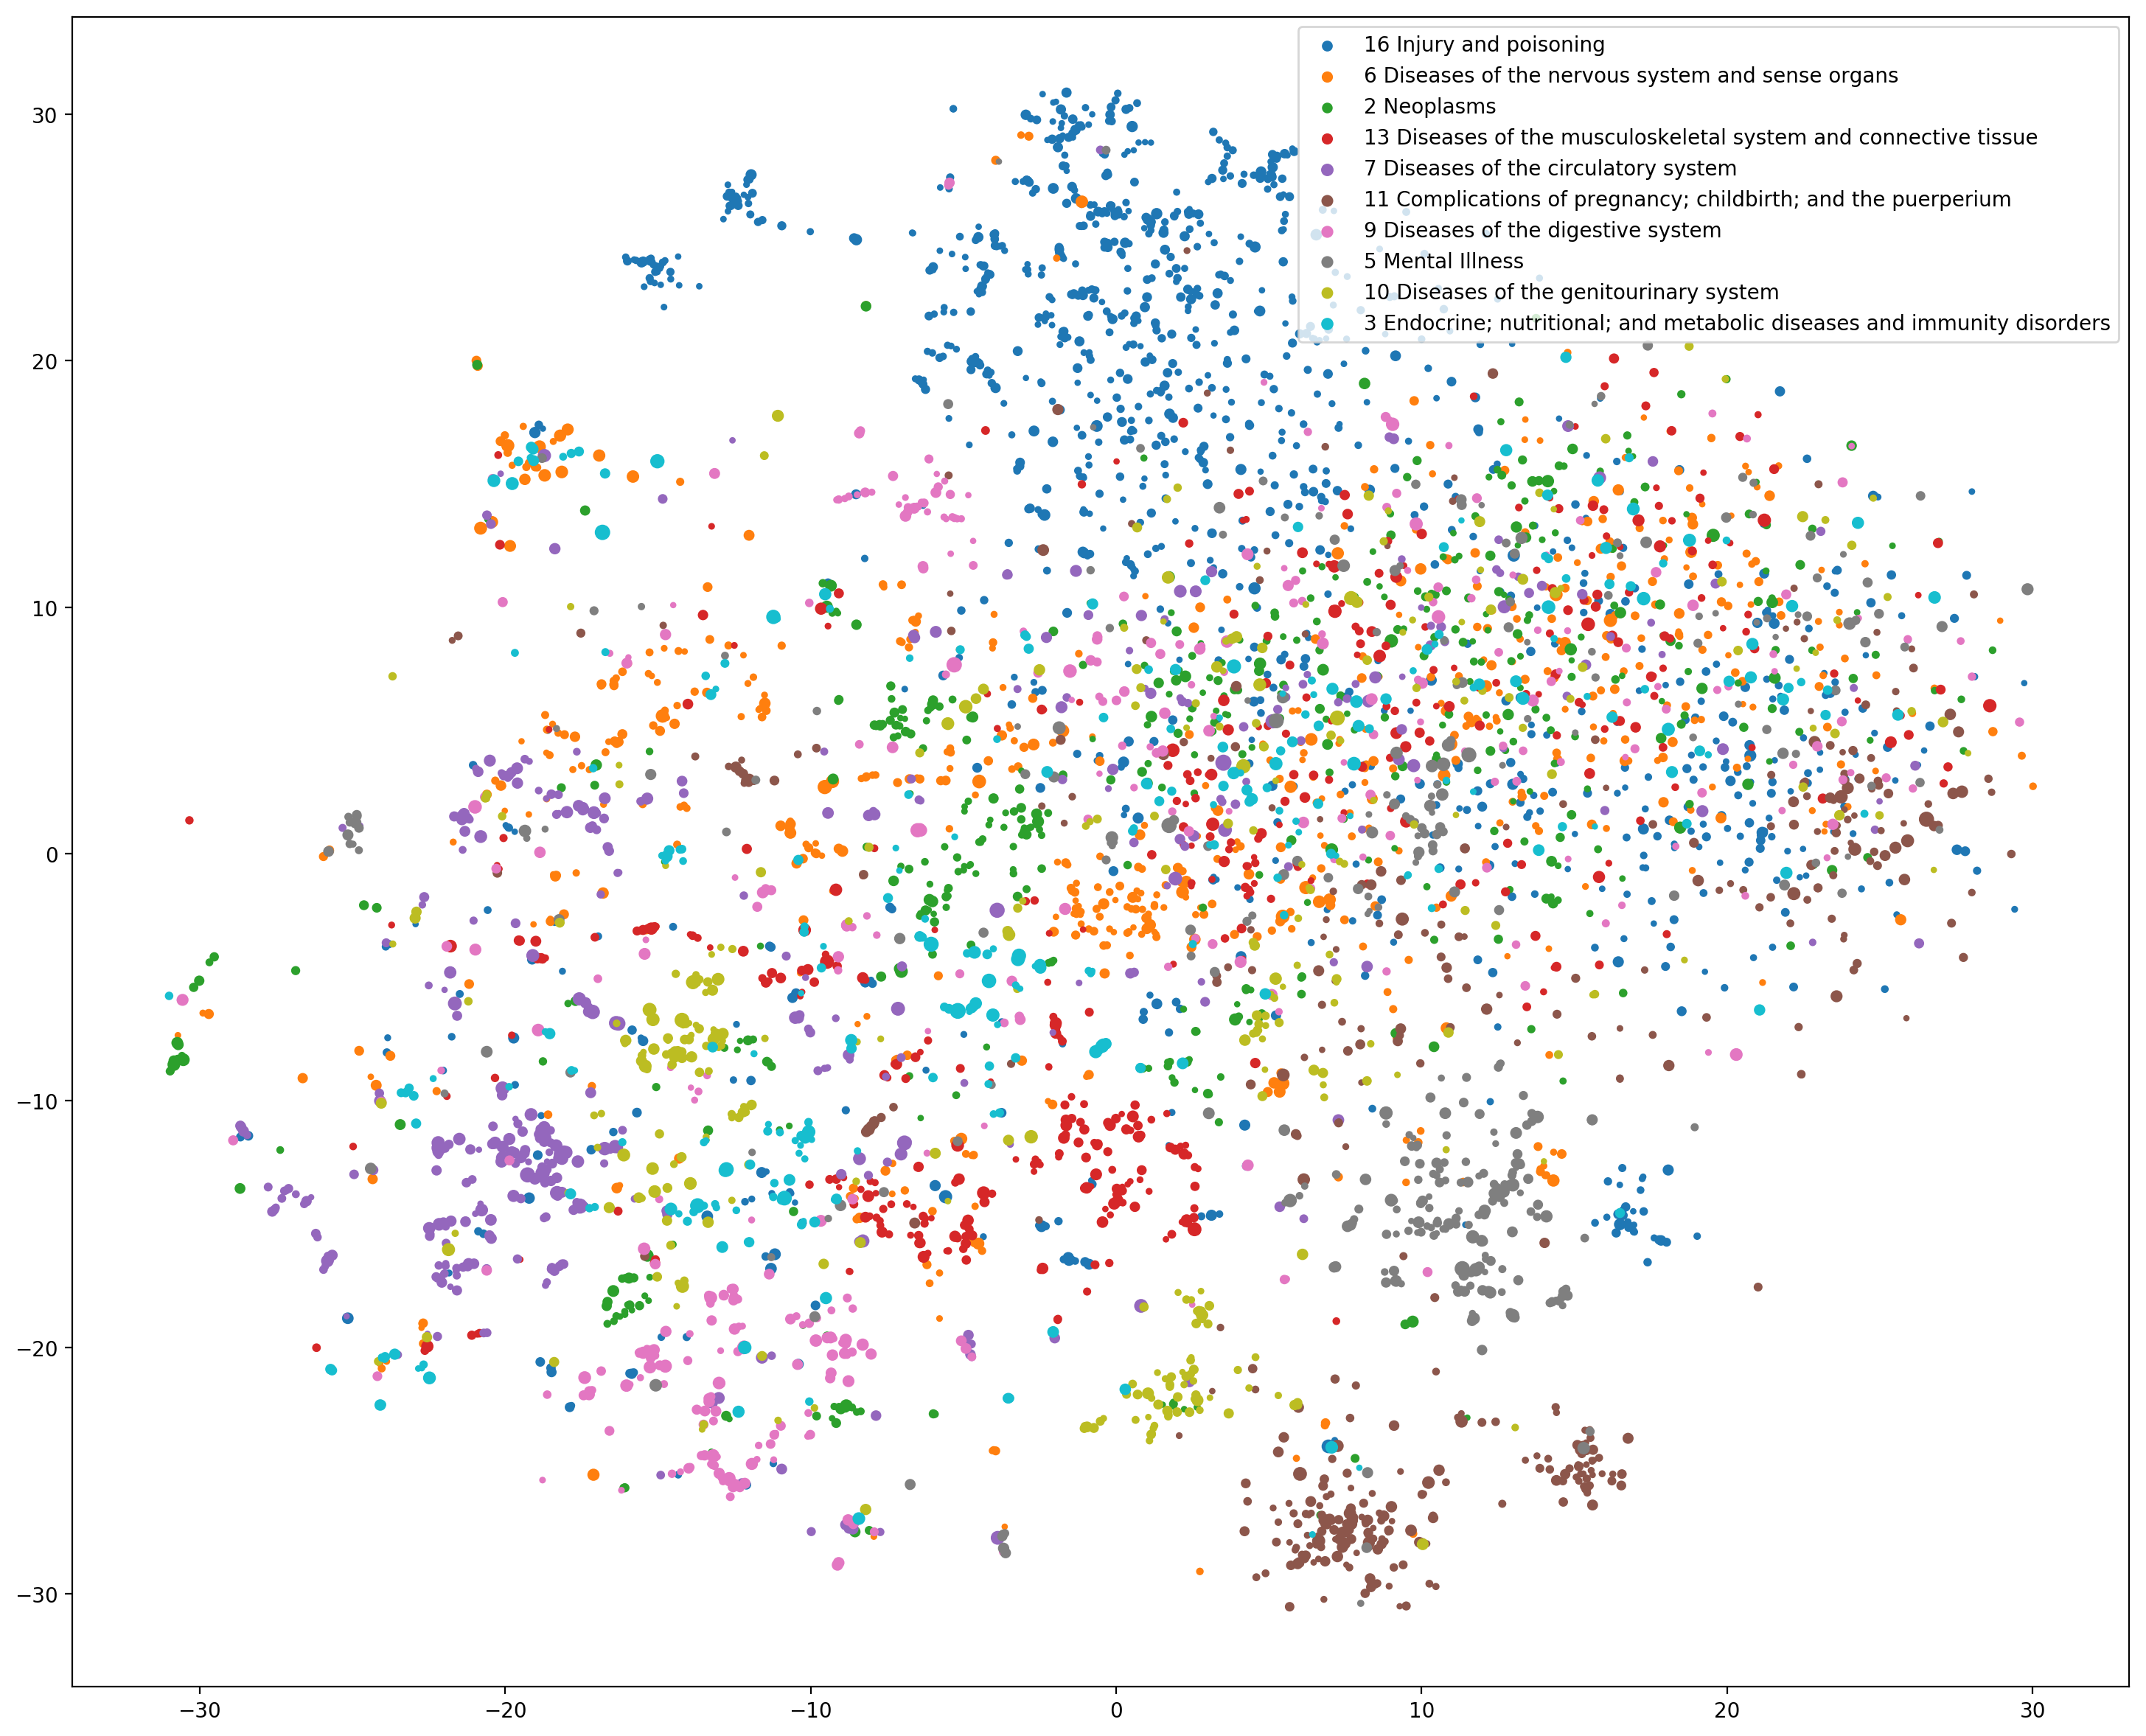 16 Injury and poisoning
6 Diseases of the nervous system and sense organs
2 Neoplasms
13 Diseases of the musculoskeletal system and connective tissue
7 Diseases of the circulatory system
11 Complications of pregnancy; childbirth; and the puerperium
9 Diseases of the digestive system
5 Mental Illness
10 Diseases of the genitourinary system
3 Endocrine; nutritional; and metabolic diseases and immunity disorders
30
20
10
0
−10
−20
−30
−30 −20 −10 0 10 20 30